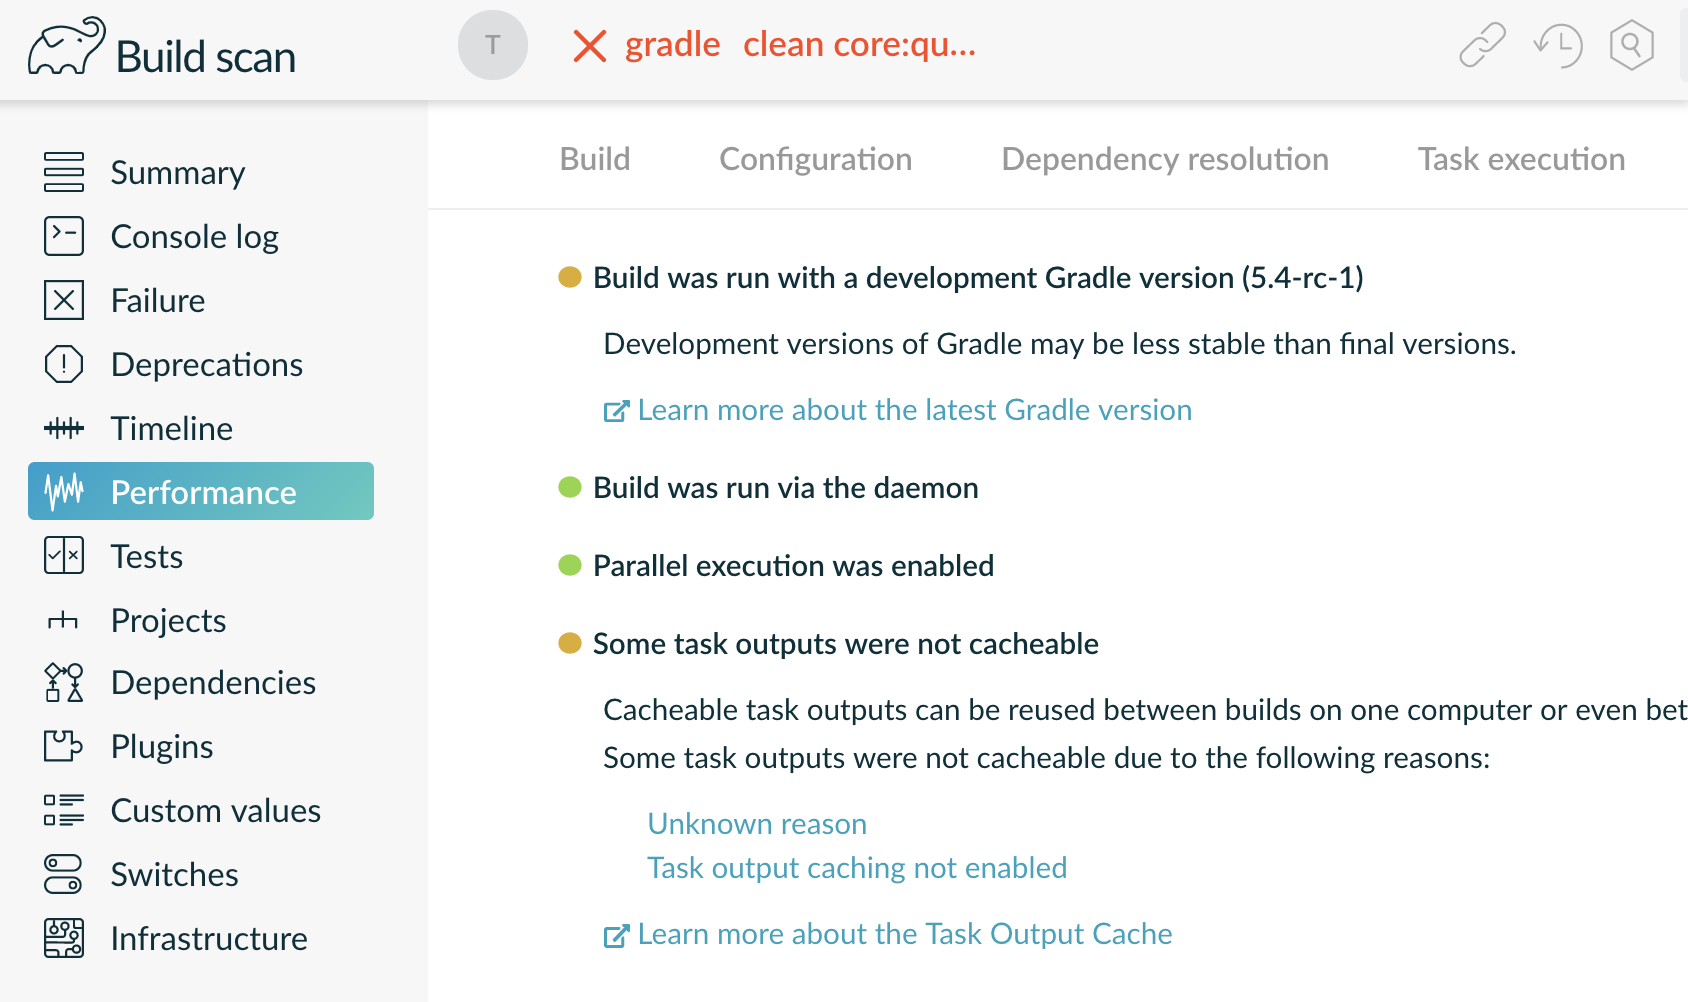 Build scan
T
gradle clean core:qu...
Summary
Console log
Failure
Deprecations
Timeline
Performance
Tests
Projects
Dependencies
Plugins
Custom values
Switches
Infrastructure
Build Configuration Dependency resolution Task execution
Build was run with a development Gradle version (5.4-rc-1)
Development versions of Gradle may be less stable than final versions.
Learn more about the latest Gradle version
Build was run via the daemon
Parallel execution was enabled
Some task outputs were not cacheable
Cacheable task outputs can be reused between builds on one computer or even bet
Some task outputs were not cacheable due to the following reasons:
Unknown reason
Task output caching not enabled
Learn more about the Task Output Cache